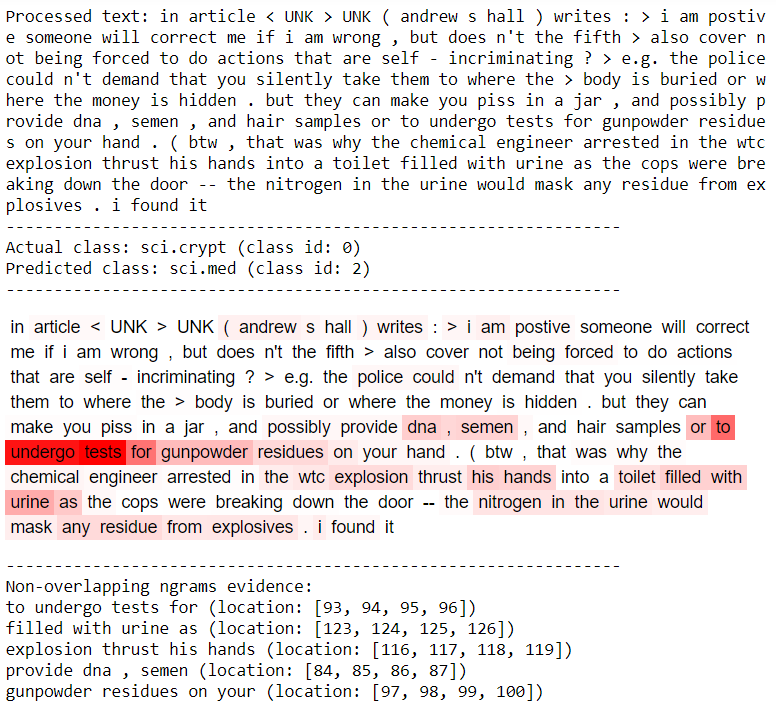 Processed text: in article < UNK > UNK ( andrew s hall ) writes : > i am postiv
e someone will correct me if i am wrong , but does n't the fifth > also cover n
ot being forced to do actions that are self - incriminating ? > e.g. the police
could n't demand that you silently take them to where the > body is buried or w
here the money is hidden . but they can make you piss in a jar , and possibly p
rovide dna , semen , and hair samples or to undergo tests for gunpowder residue
s on your hand . ( btw , that was why the chemical engineer arrested in the wtc
explosion thrust his hands into a toilet filled with urine as the cops were bre
aking down the door -- the nitrogen in the urine would mask any residue from ex
plosives . i found it
----------------------------------------------------------------
Actual class: sci.crypt (class id: 0)
Predicted class: sci.med (class id: 2)
----------------------------------------------------------------
in article < UNK > UNK ( andrew s hall ) writes : > i am postive someone will correct
me if i am wrong , but does n't the fifth > also cover not being forced to do actions
that are self - incriminating ? > e.g. the police could n't demand that you silently take
them to where the > body is buried or where the money is hidden . but they can
make you piss in a jar , and possibly provide dna , semen , and hair samples or to
undergo tests for gunpowder residues on your hand . ( btw , that was why the
chemical engineer arrested in the wtc explosion thrust his hands into a toilet filled with
urine as the cops were breaking down the door -- the nitrogen in the urine would
mask any residue from explosives . i found it
----------------------------------------------------------------
Non-overlapping ngrams evidence:
to undergo tests for (location: [93, 94, 95, 96])
filled with urine as (location: [123, 124, 125, 126])
explosion thrust his hands (location: [116, 117, 118, 119])
provide dna , semen (location: [84, 85, 86, 87])
gunpowder residues on your (location: [97, 98, 99, 100])